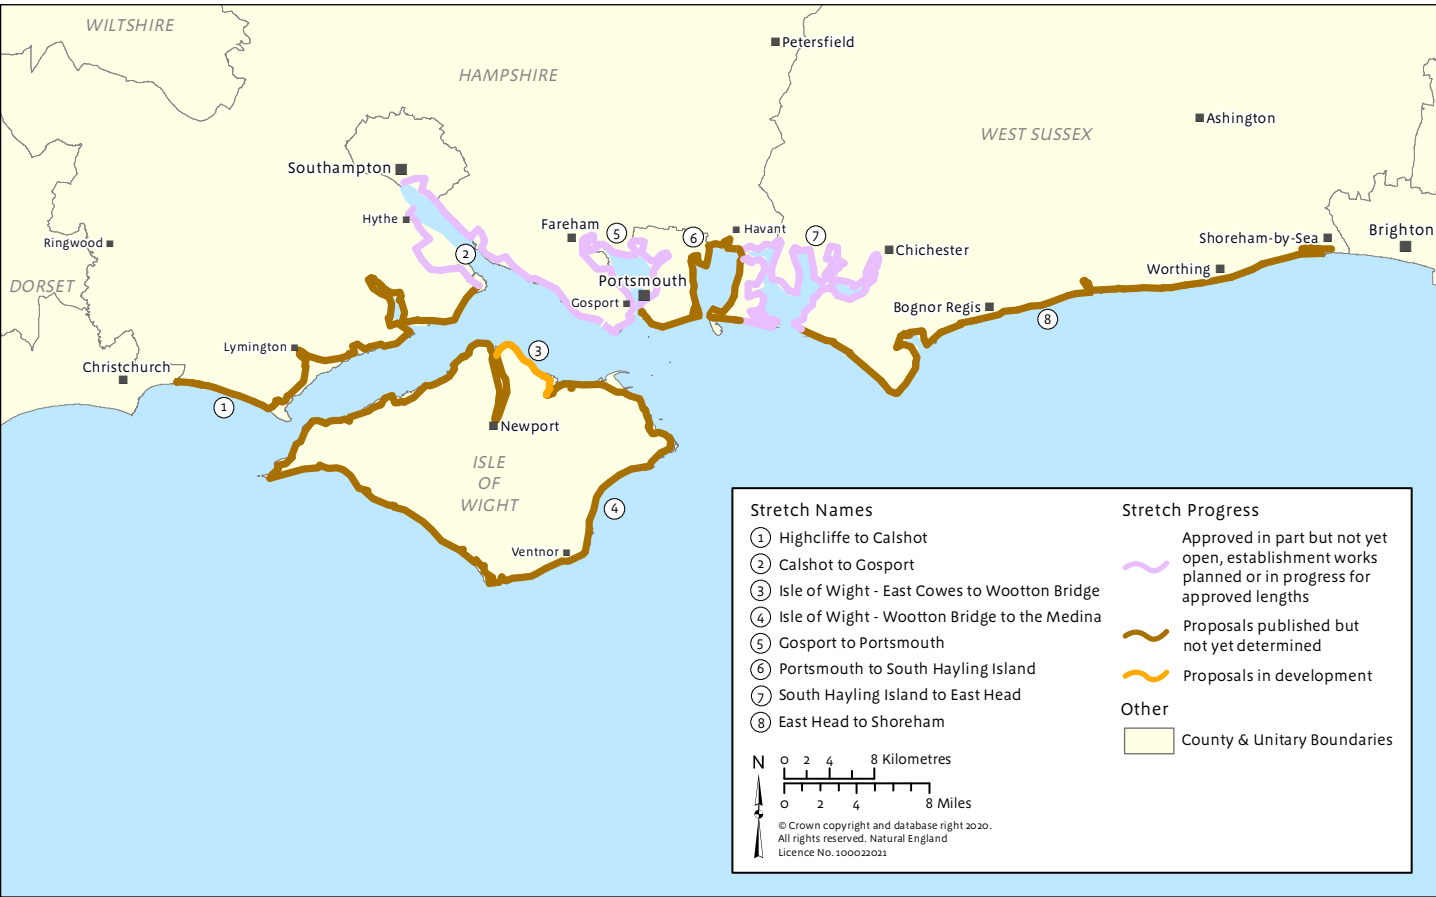 WILTSHIRE
Petersfield
HAMPSHIRE
Ashington
WEST SUSSEX
Southampton
Hythe
Fareham
5
6
Havant
7
Ringwood
2
Chichester
Shoreham-by-Sea
Brighton
Worthing
DORSET
Portsmouth
Gosport
Bognor Regis
8
Lymington
3
Christchurch
1
Newport
ISLE
OF
WIGHT
4
Ventnor
Stretch Names
1 Highcliffe to Calshot
2 Calshot to Gosport
3 Isle of Wight - East Cowes to Wootton Bridge
4 Isle of Wight - Wootton Bridge to the Medina
5 Gosport to Portsmouth
6 Portsmouth to South Hayling Island
7 South Hayling Island to East Head
8 East Head to Shoreham
N
0 2 4 8 Kilometres
0 2 4 8 Miles
© Crown copyright and database right 2020.
All rights reserved. Natural England
Licence No. 100022021
Stretch Progress
Approved in part but not yet
open, establishment works
planned or in progress for
approved lengths
Proposals published but
not yet determined
Proposals in development
Other
County & Unitary Boundaries